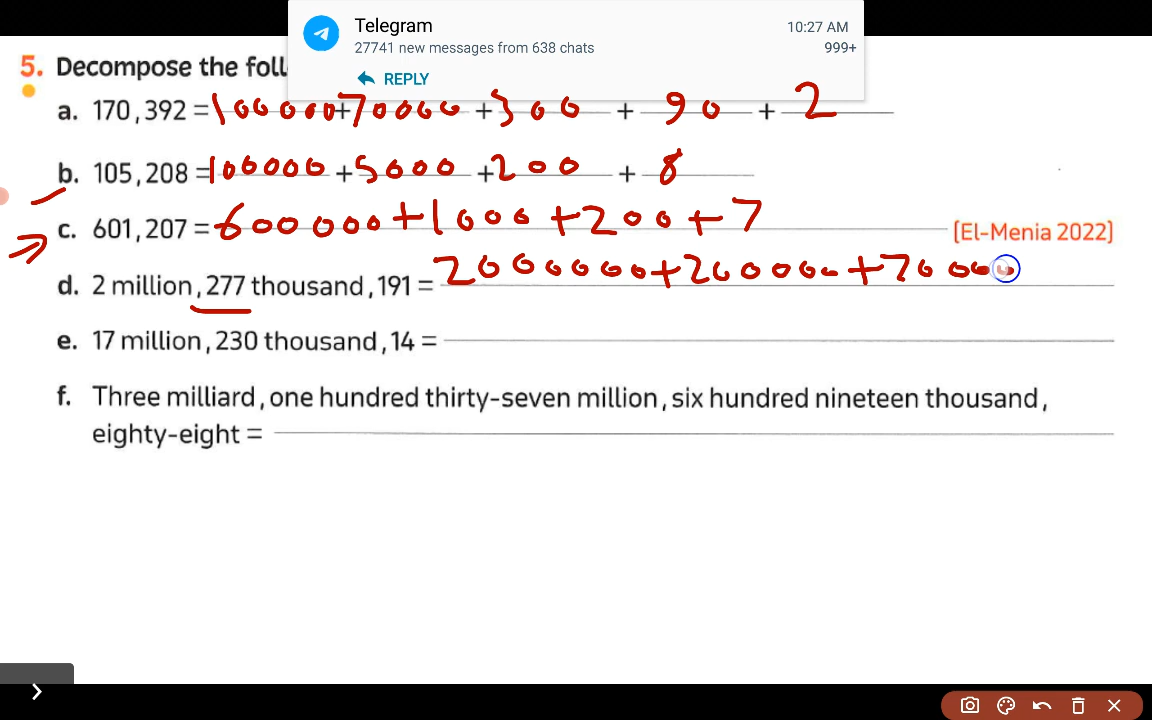 Telegram 10:27 AM
27741 new messages from 638 chats 999+
REPLY
5. Decompose the foll
a. 170,392 = 100000+70000+300 + 90 + 2
b. 105,208 = 100000+5000+200 + 8
c. 601,207 = 600000+1000+200+7 [El-Menia 2022]
d. 2 million, 277 thousand, 191 = 2000000+200000+70000
e. 17 million, 230 thousand, 14 =
f. Three milliard, one hundred thirty-seven million, six hundred nineteen thousand,
eighty-eight =